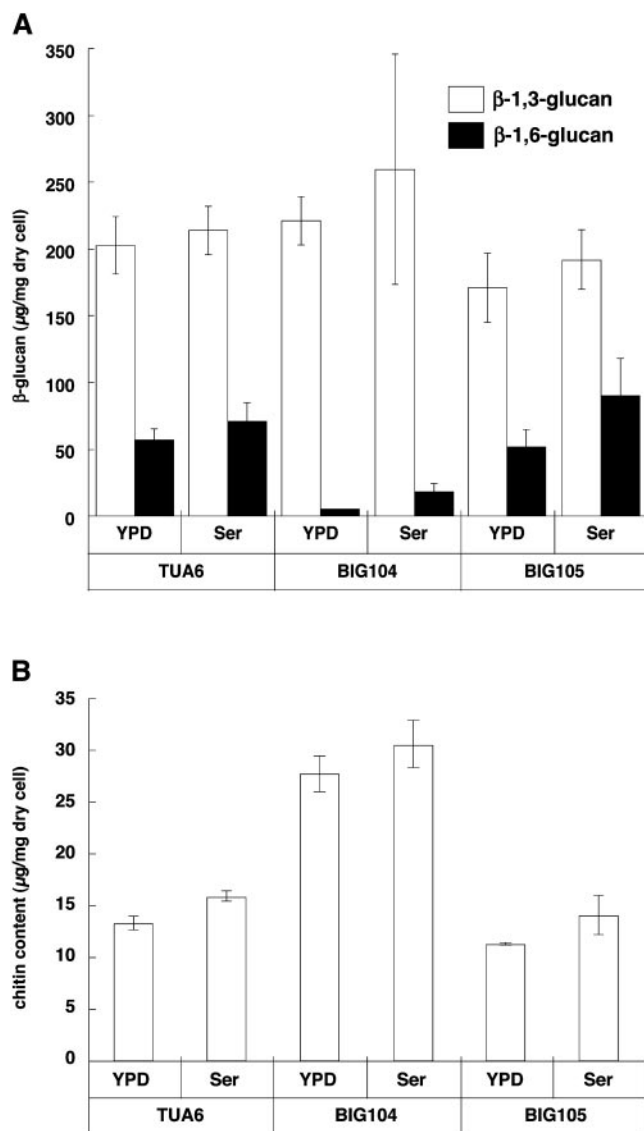 A
350
300
250
200
150
100
50
0
β-glucan (µg/mg dry cell)
β-1,3-glucan
β-1,6-glucan
YPD Ser YPD Ser YPD Ser
TUA6 BIG104 BIG105
B
35
30
25
20
15
10
5
0
chitin content (µg/mg dry cell)
YPD Ser YPD Ser YPD Ser
TUA6 BIG104 BIG105